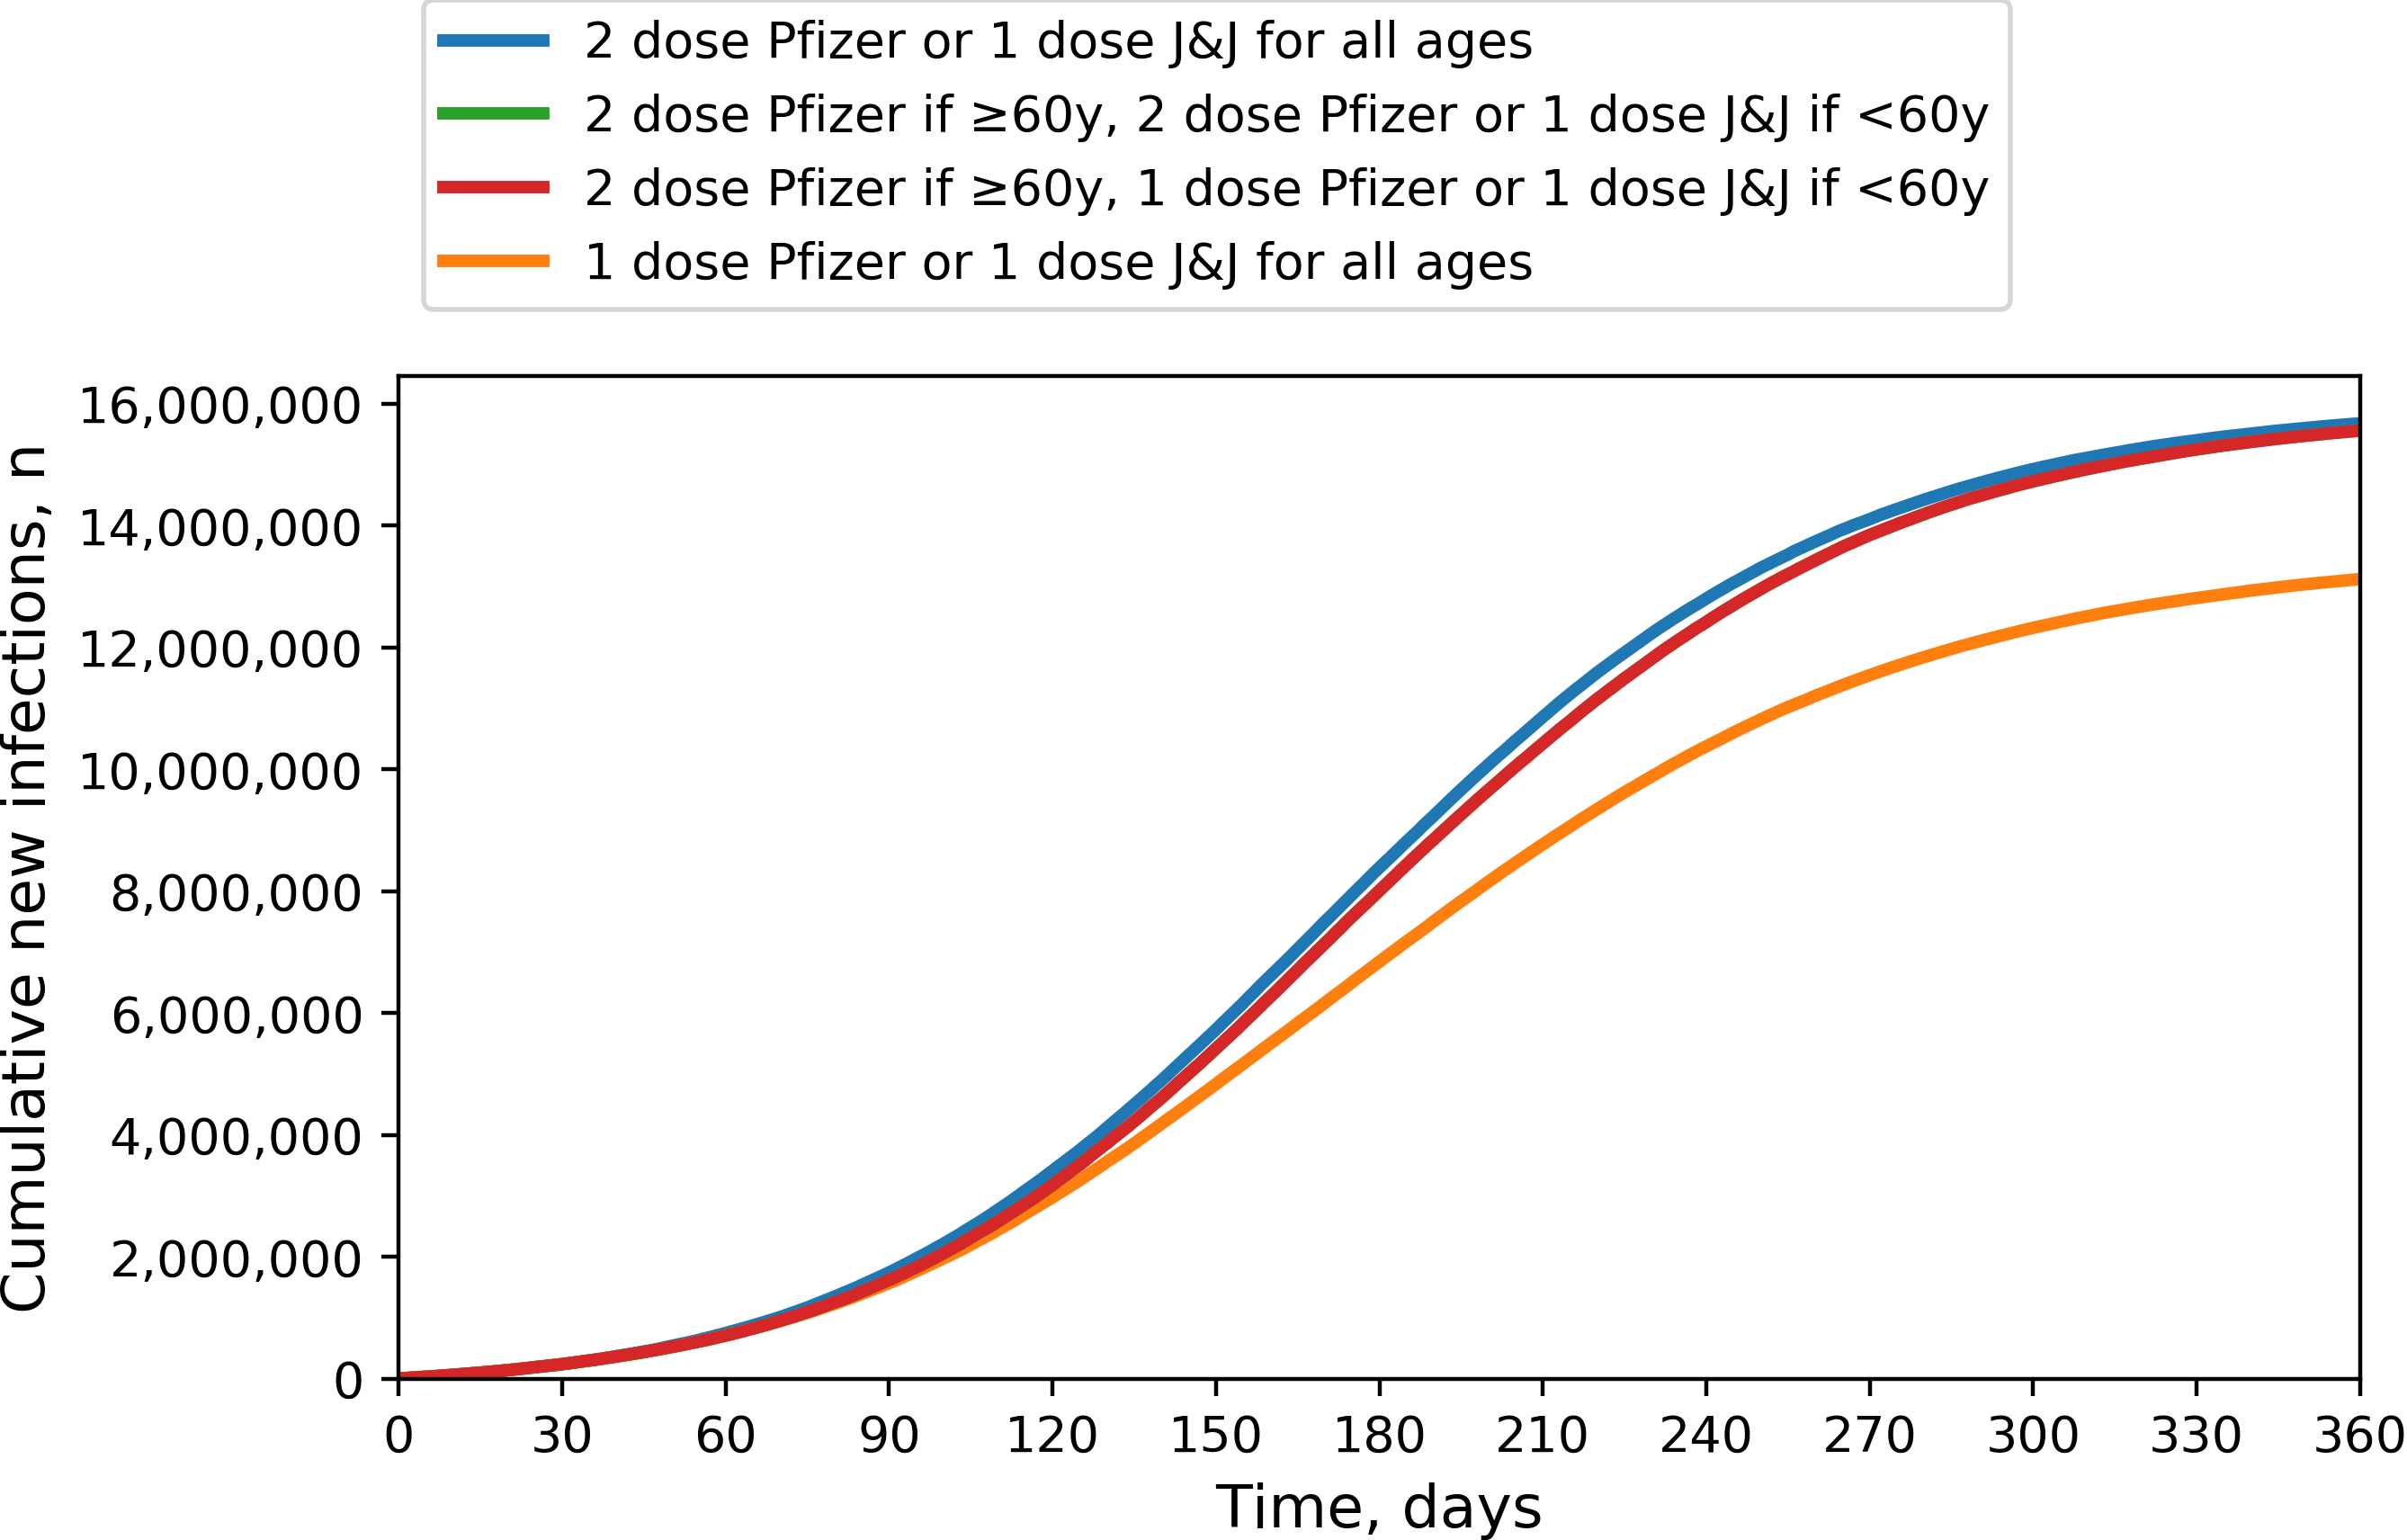 2 dose Pfizer or 1 dose J&J for all ages
2 dose Pfizer if ≥60y, 2 dose Pfizer or 1 dose J&J if <60y
2 dose Pfizer if ≥60y, 1 dose Pfizer or 1 dose J&J if <60y
1 dose Pfizer or 1 dose J&J for all ages
Cumulative new infections, n
16,000,000
14,000,000
12,000,000
10,000,000
8,000,000
6,000,000
4,000,000
2,000,000
0
0 30 60 90 120 150 180 210 240 270 300 330 360
Time, days